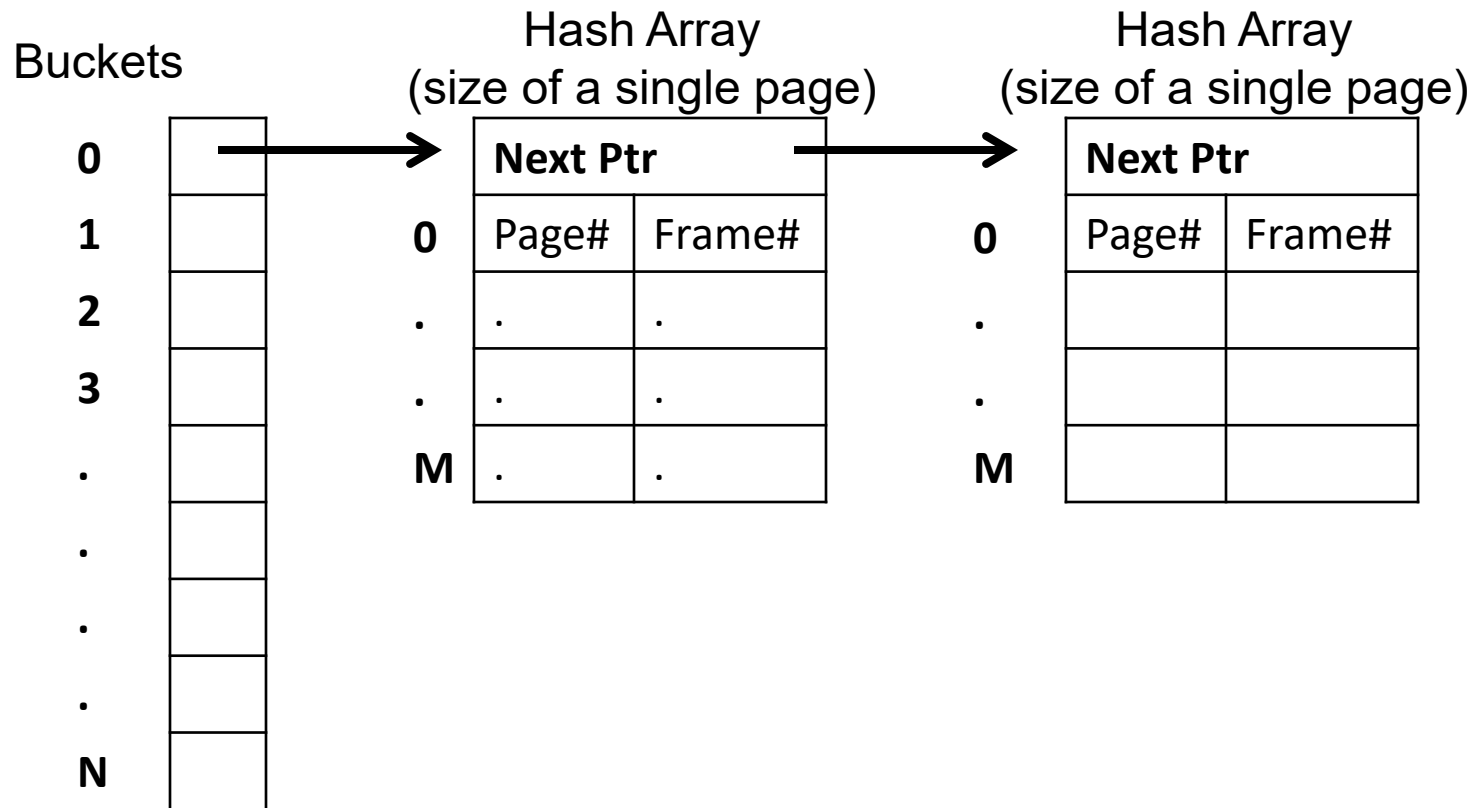 Buckets
Hash Array
(size of a single page)
Hash Array
(size of a single page)
0
Next Ptr
Next Ptr
1
0
Page# Frame#
0
Page# Frame#
2
. . .
.
3
. . .
.
.
M . .
M
.
.
.
N